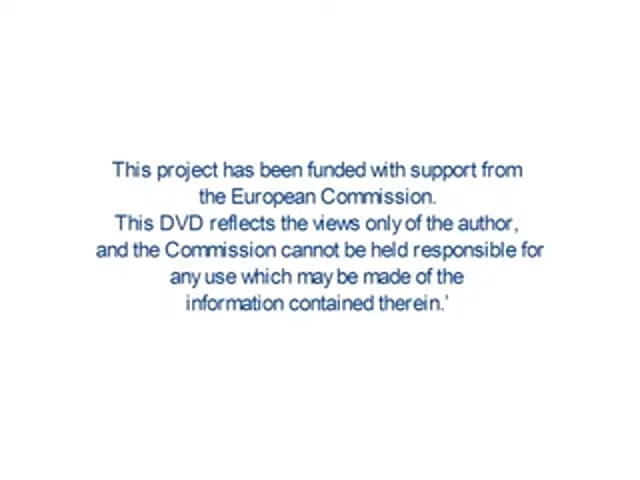 This project has been funded with support from
the European Commission.
This DVD reflects the views only of the author,
and the Commission cannot be held responsible for
any use which may be made of the
information contained therein.'